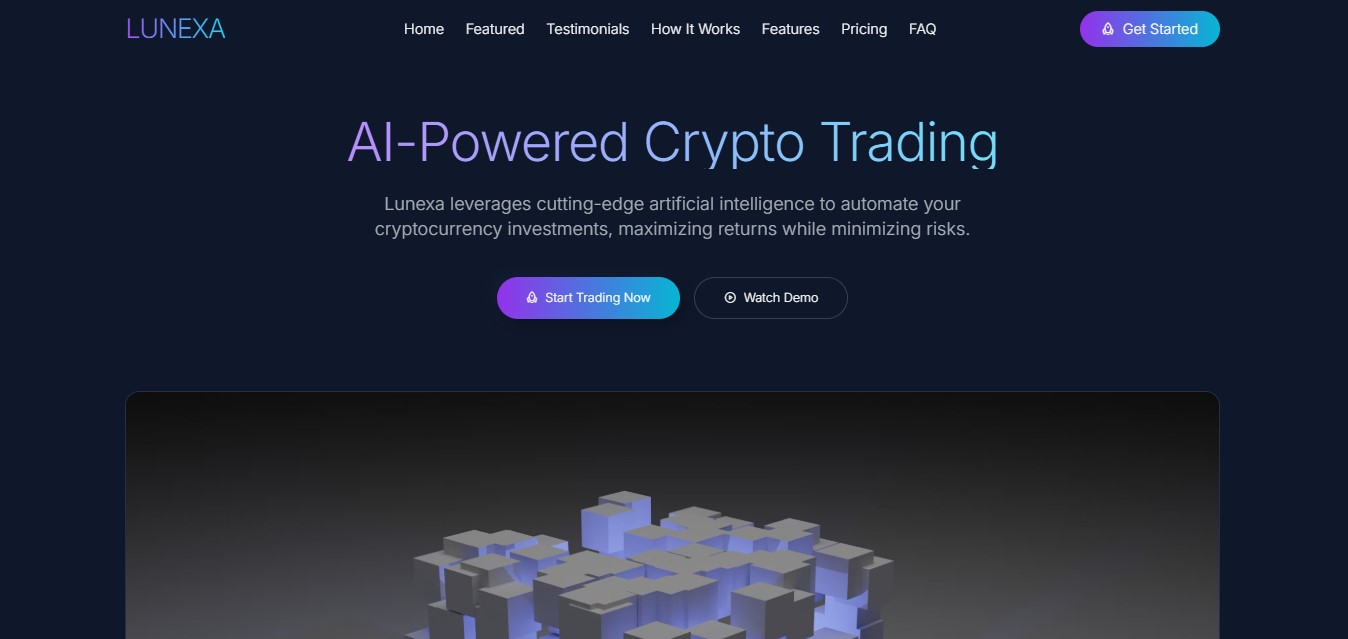 LUNEXA
Home Featured Testimonials How It Works Features Pricing FAQ
Get Started
AI-Powered Crypto Trading
Lunexa leverages cutting-edge artificial intelligence to automate your
cryptocurrency investments, maximizing returns while minimizing risks.
Start Trading Now
Watch Demo